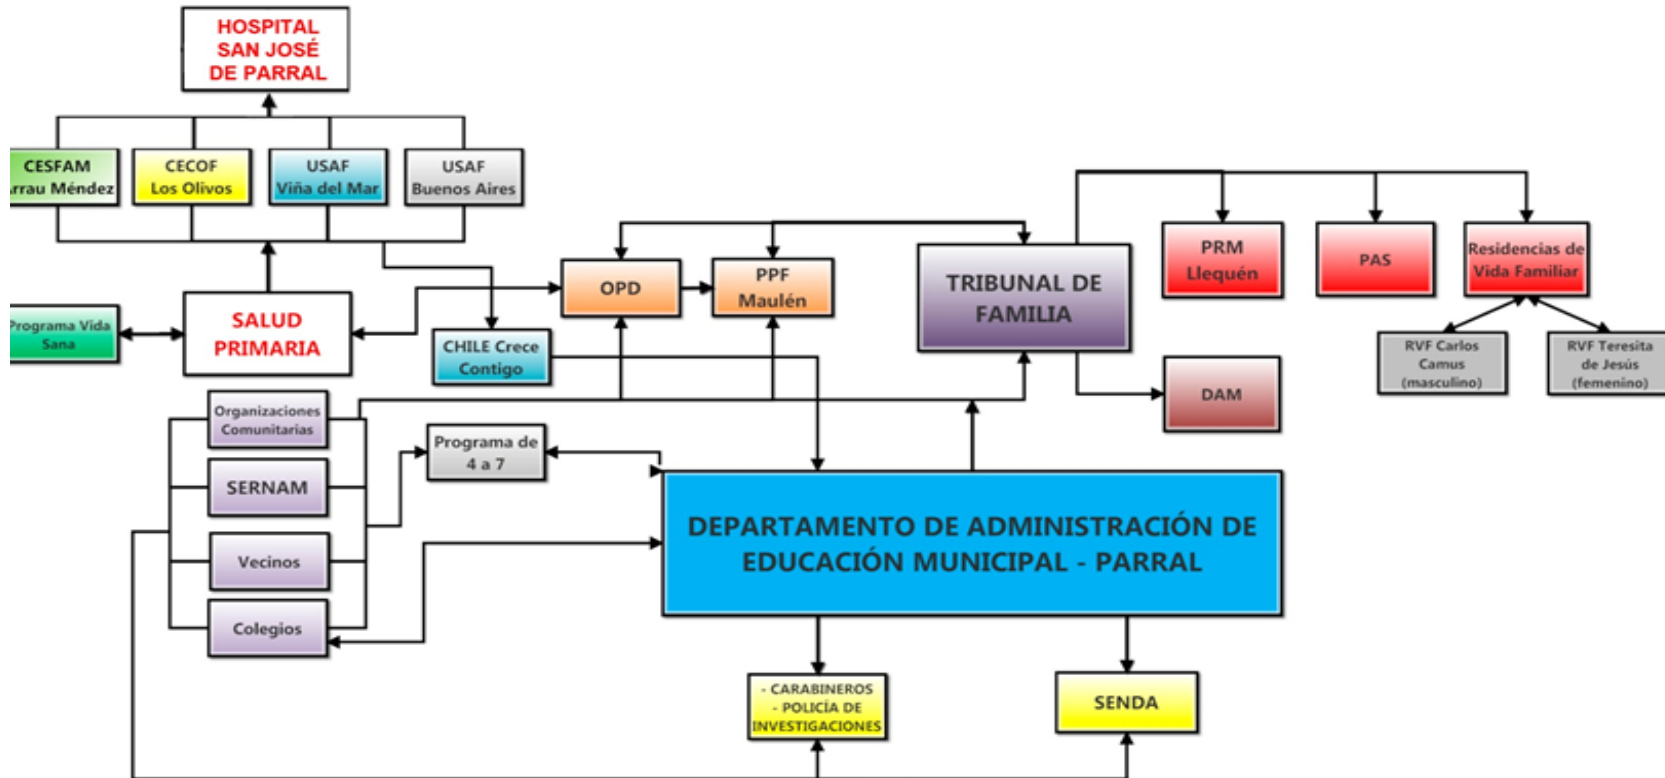 HOSPITAL
SAN JOSÉ
DE PARRAL
CESFAM
Arrau Méndez
CECOF
Los Olivos
USAF
Viña del Mar
USAF
Buenos Aires
OPD
PPF
Maulén
TRIBUNAL DE
FAMILIA
PRM
Llequén
PAS
Residencias de
Vida Familiar
Programa Vida
Sana
SALUD
PRIMARIA
CHILE Crece
Contigo
RVF Carlos
Camus
(masculino)
RVF Teresita
de Jesús
(femenino)
DAM
Organizaciones
Comunitarias
SERNAM
Vecinos
Colegios
Programa de
4 a 7
DEPARTAMENTO DE ADMINISTRACIÓN DE
EDUCACIÓN MUNICIPAL - PARRAL
- CARABINEROS
- POLICÍA DE
INVESTIGACIONES
SENDA